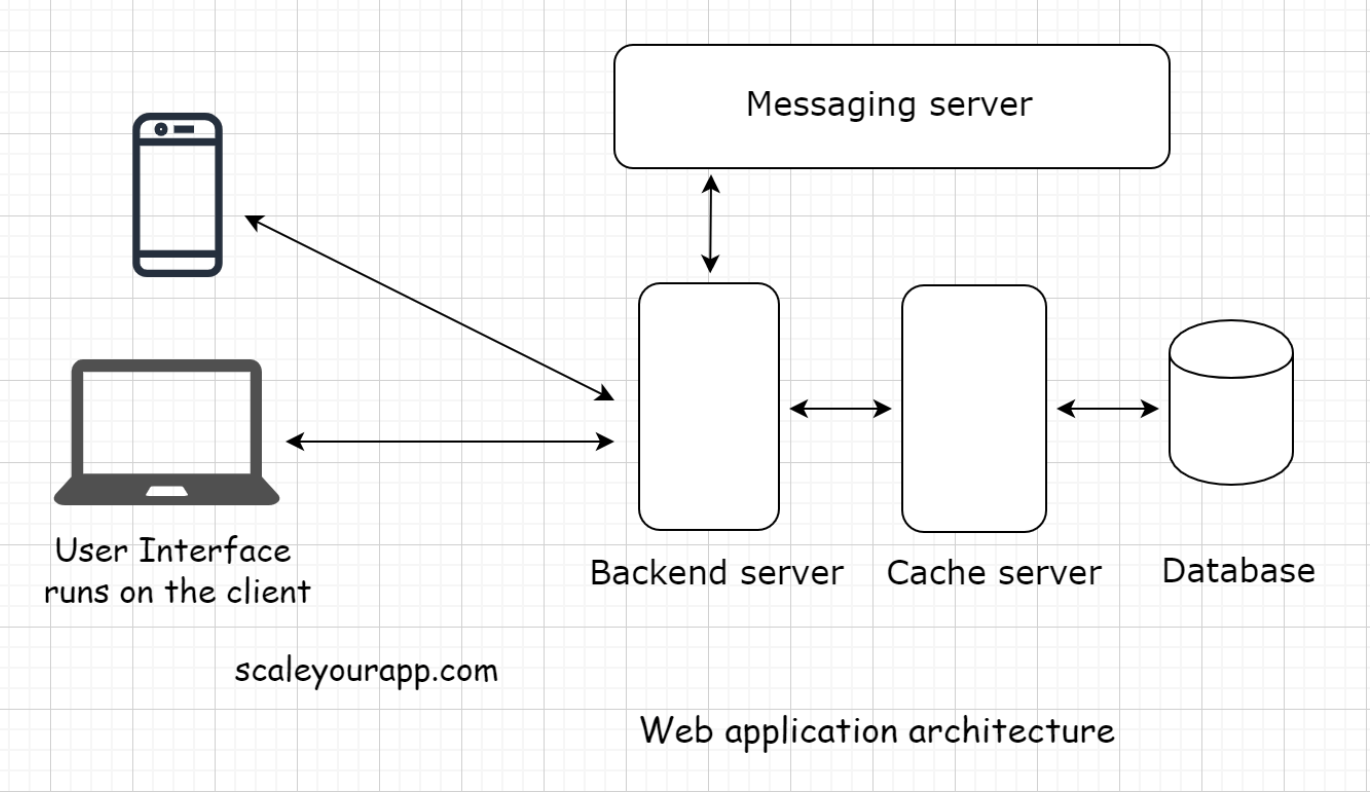 Messaging server
User Interface
runs on the client
Backend server
Cache server
Database
scaleyourapp.com
Web application architecture